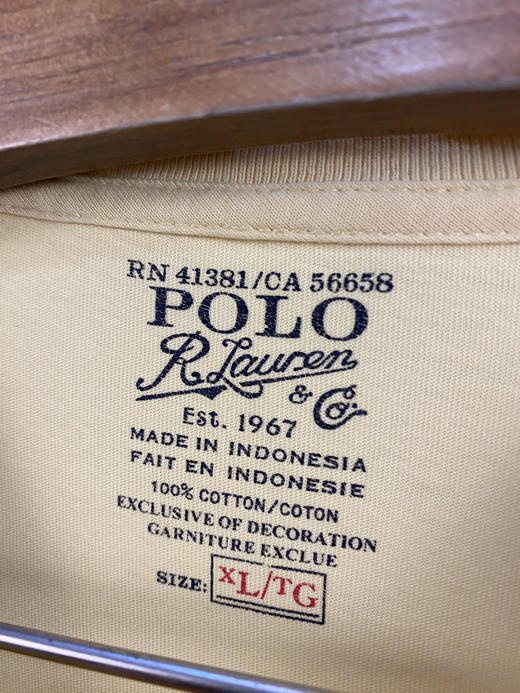 RN 41381/CA 56658
POLO
R. Lauren
& Co.
Est. 1967
MADE IN INDONESIA
FAIT EN INDONESIE
100% COTTON/COTON
EXCLUSIVE OF DECORATION
GARNITURE EXCLUE
SIZE: XL/TG